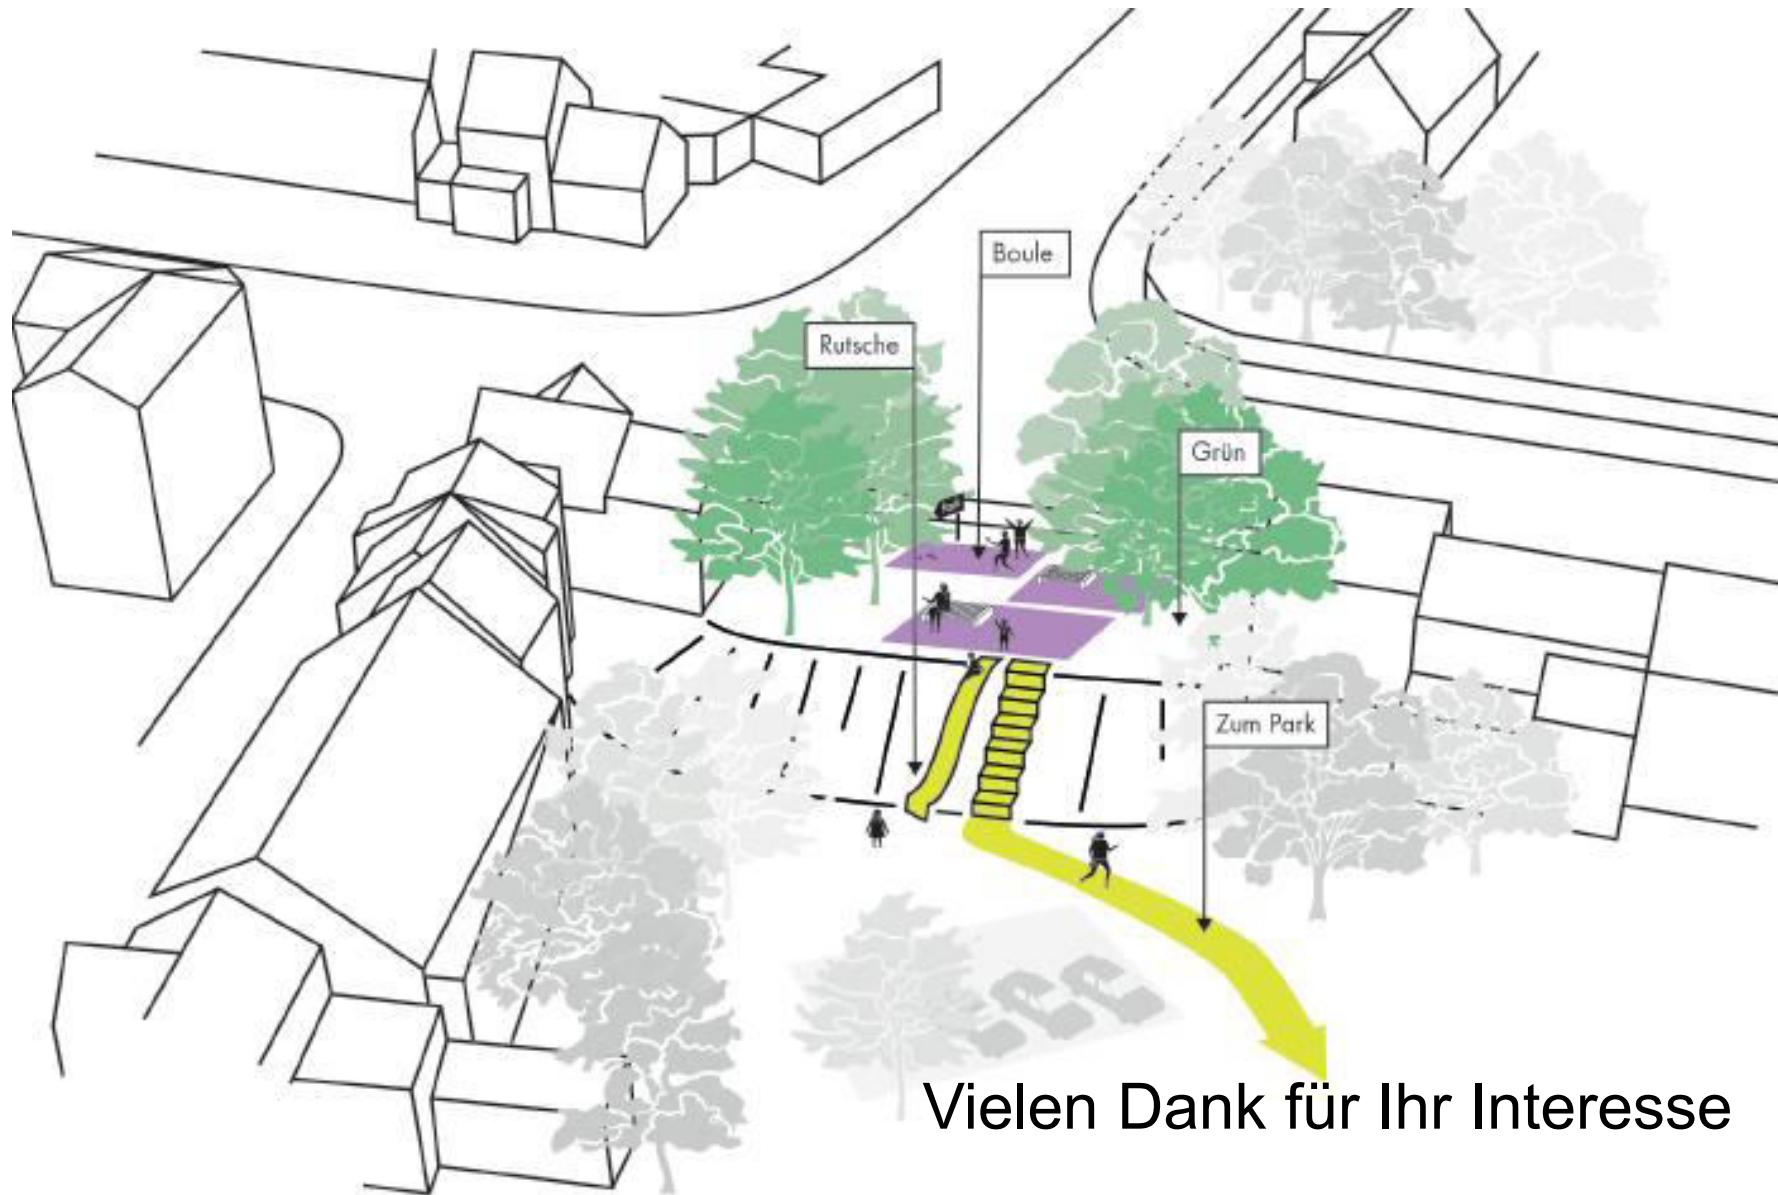 Boule
Rutsche
Grün
Zum Park
Vielen Dank für Ihr Interesse